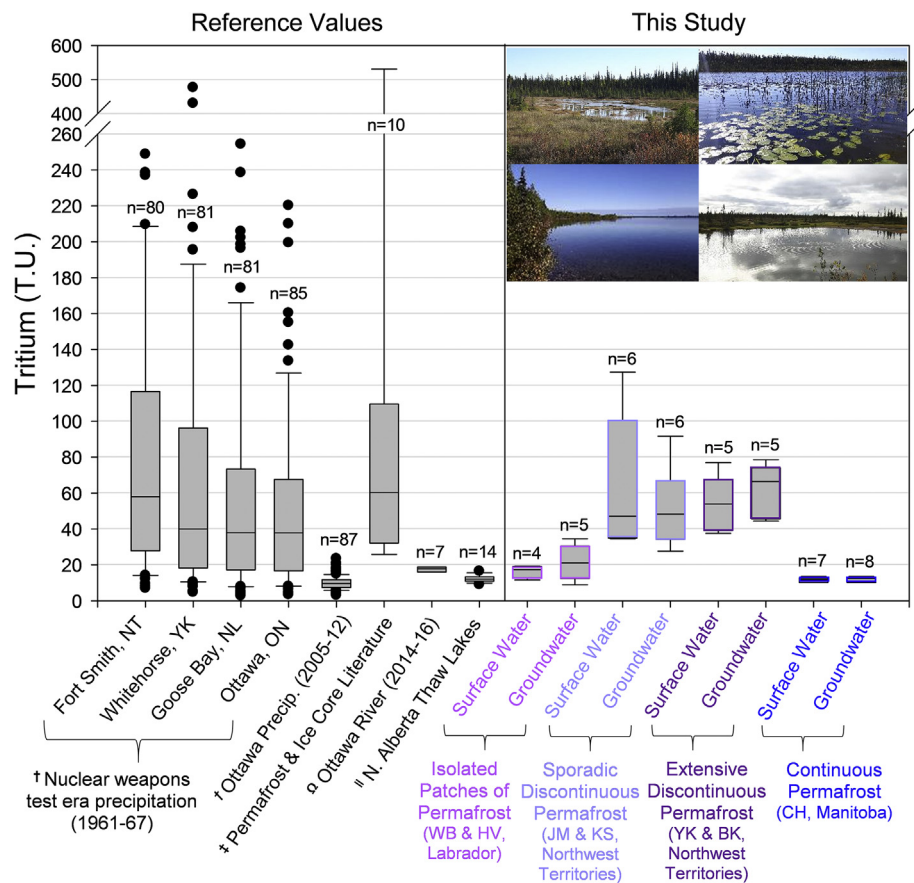 Reference Values
This Study
Tritium (T.U.)
600
500
400
260
240
220
200
180
160
140
120
100
80
60
40
20
0
n=80
n=81
n=81
n=85
n=87
n=10
n=7
n=14
n=4
n=5
n=6
n=6
n=5
n=5
n=7
n=8
Fort Smith, NT
Whitehorse, YK
Goose Bay, NL
Ottawa, ON
† Ottawa Precip. (2005-12)
‡ Permafrost & Ice Core Literature
Ω Ottawa River (2014-16)
|| N. Alberta Thaw Lakes
Surface Water
Groundwater
Surface Water
Groundwater
Surface Water
Groundwater
Surface Water
Groundwater
† Nuclear weapons
test era precipitation
(1961-67)
Isolated
Patches of
Permafrost
(WB & HV,
Labrador)
Sporadic
Discontinuous
Permafrost
(JM & KS,
Northwest
Territories)
Extensive
Discontinuous
Permafrost
(YK & BK,
Northwest
Territories)
Continuous
Permafrost
(CH, Manitoba)